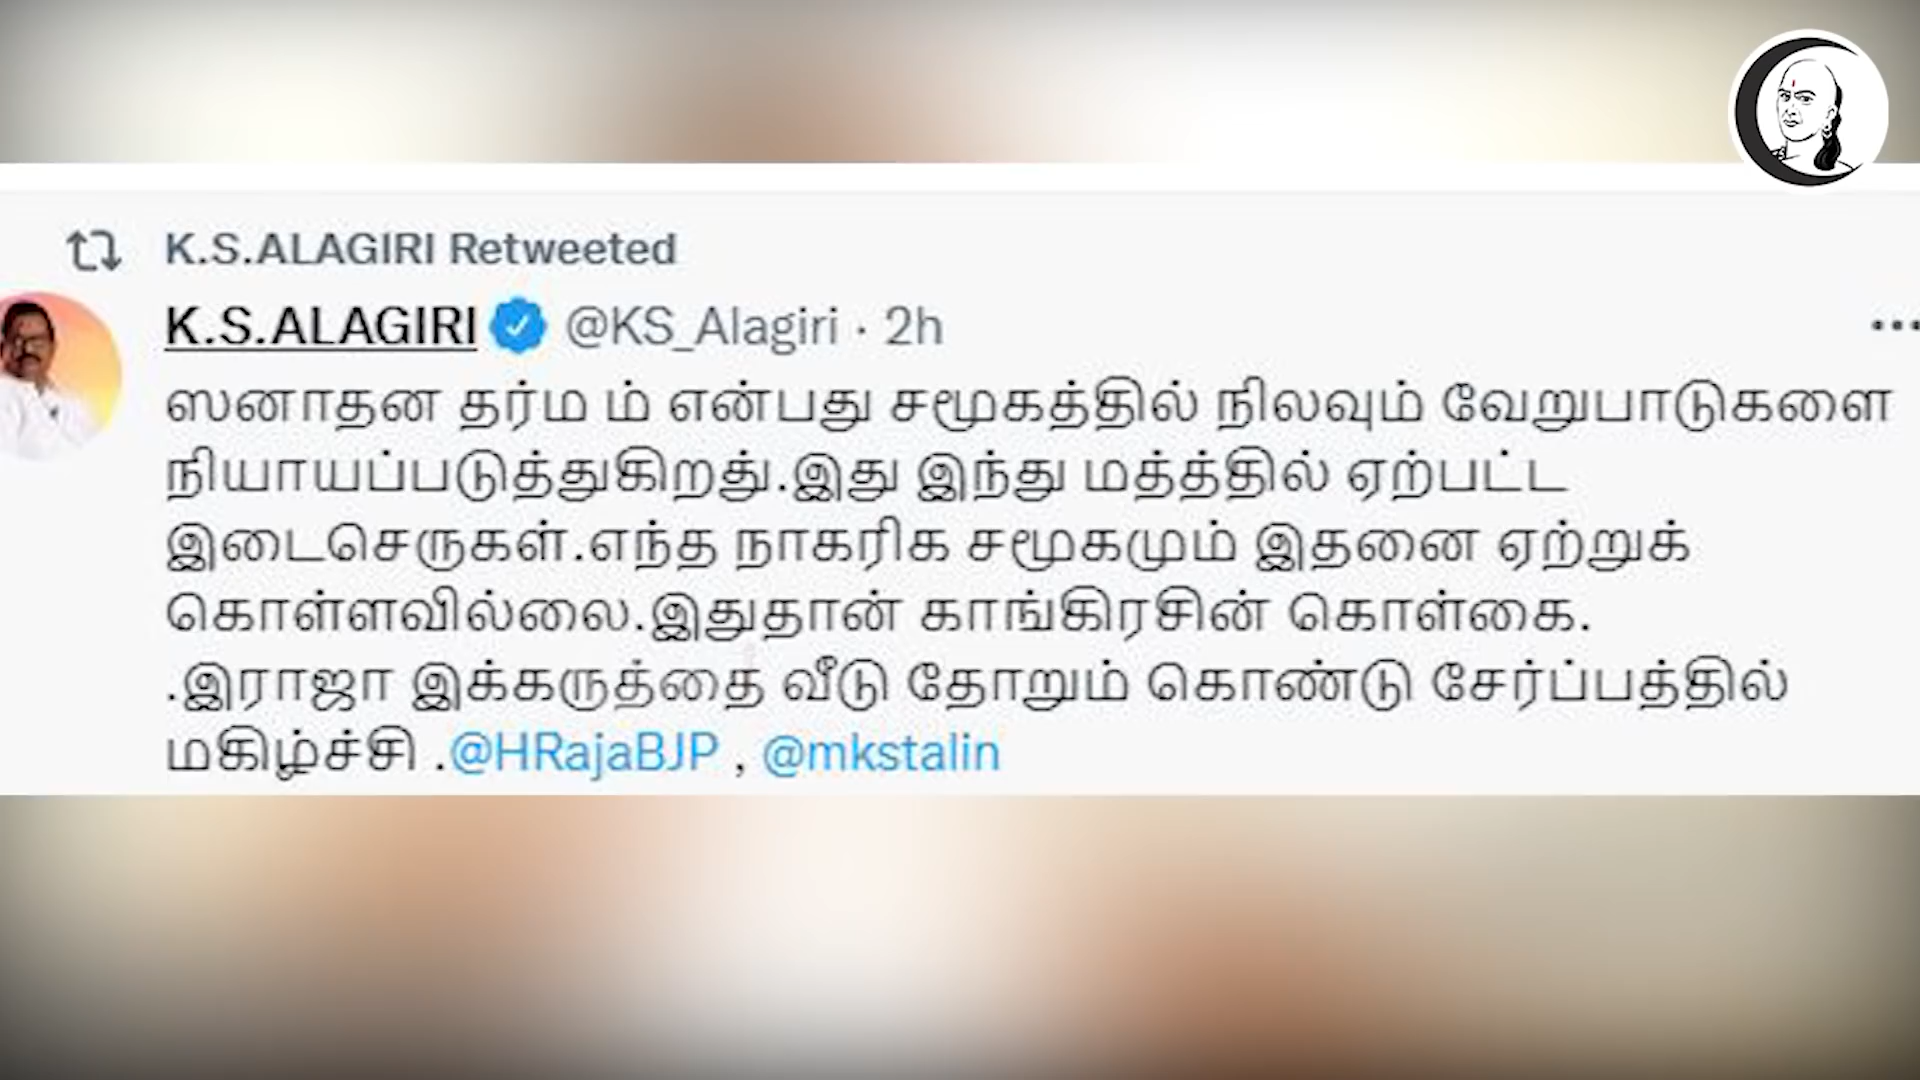 K.S.ALAGIRI Retweeted
K.S.ALAGIRI @KS_Alagiri · 2h
ஸனாதன தர்ம ம் என்பது சமூகத்தில் நிலவும் வேறுபாடுகளை
நியாயப்படுத்துகிறது்.இது இந்து மத்த்தில் ஏற்பட்ட
இடைசெருகள்.எந்த நாகரிக சமூகமும் இதனை ஏற்றுக்
கொள்ளவில்லை.இதுதான் காங்கிரசின் கொள்கை.
.இராஜா இக்கருத்தை வீடு தோறும் கொண்டு சேர்ப்பத்தில்
மகிழ்ச்சி .@HRajaBJP , @mkstalin